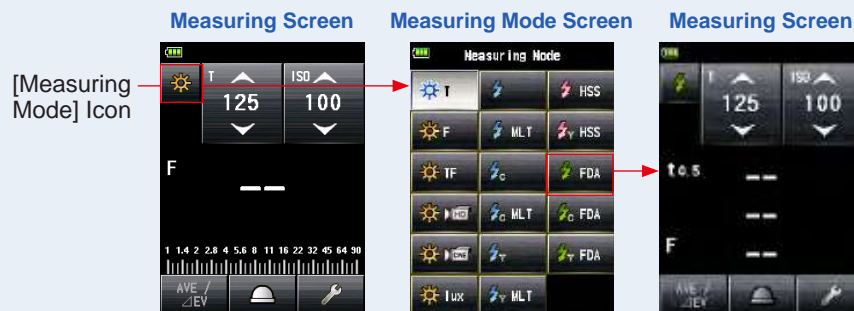 Measuring Screen
Measuring Mode Screen
Measuring Screen
[Measuring
Mode] Icon
T
125
ISO
100
F
--
1 1.4 2 2.8 4 5.6 8 11 16 22 32 45 64 90
AVE /
⊿EV
Measuring Mode
T
HSS
F
MLT
Y HSS
TF
C
FDA
HD
C MLT
C FDA
CINE
Y
Y FDA
lux
Y MLT
T
125
ISO
100
t0.5
--
--
F
--
AVE /
⊿EV